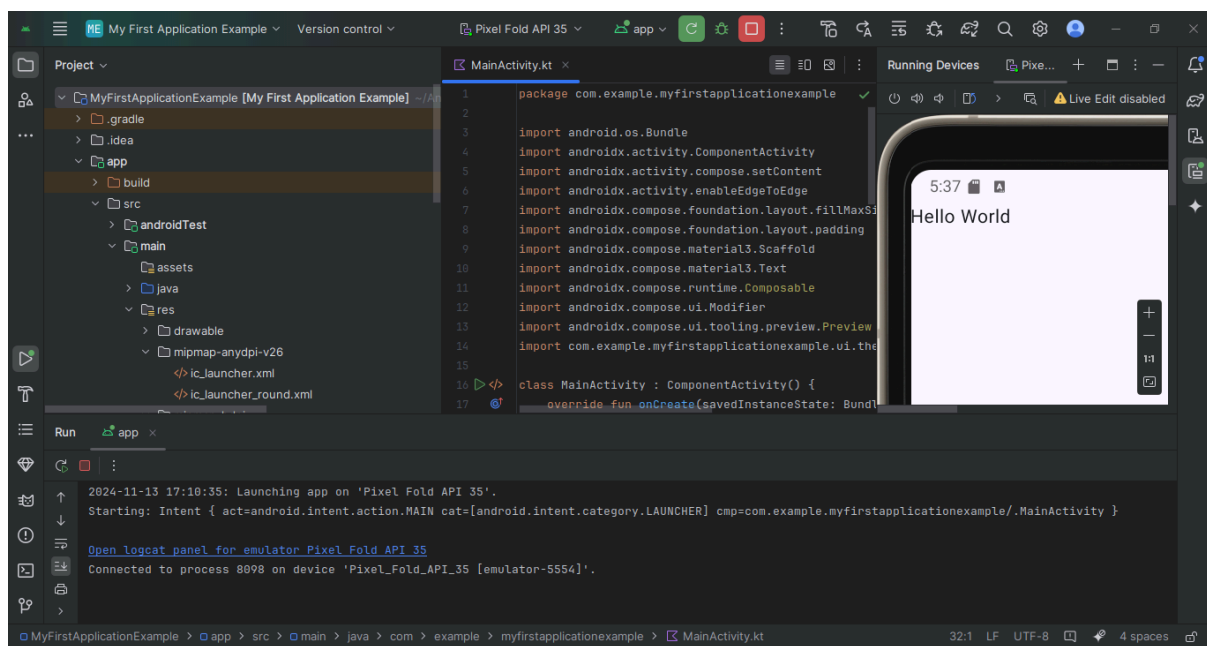 ME My First Application Example Version control Pixel Fold API 35 app
Project
MyFirstApplicationExample [My First Application Example]
.gradle
.idea
app
build
src
androidTest
main
assets
java
res
drawable
mipmap-anydpi-v26
ic_launcher.xml
ic_launcher_round.xml
MainActivity.kt
1 package com.example.myfirstapplicationexample
2
3 import android.os.Bundle
4 import androidx.activity.ComponentActivity
5 import androidx.activity.compose.setContent
6 import androidx.activity.enableEdgeToEdge
7 import androidx.compose.foundation.layout.fillMaxSi
8 import androidx.compose.foundation.layout.padding
9 import androidx.compose.material3.Scaffold
10 import androidx.compose.material3.Text
11 import androidx.compose.runtime.Composable
12 import androidx.compose.ui.Modifier
13 import androidx.compose.ui.tooling.preview.Preview
14 import com.example.myfirstapplicationexample.ui.the
15
16 class MainActivity : ComponentActivity() {
17 override fun onCreate(savedInstanceState: Bundl
Running Devices Pixe...
Live Edit disabled
5:37
Hello World
1:1
Run app
2024-11-13 17:10:35: Launching app on 'Pixel Fold API 35'.
Starting: Intent { act=android.intent.action.MAIN cat=[android.intent.category.LAUNCHER] cmp=com.example.myfirstapplicationexample/.MainActivity }
Open logcat panel for emulator Pixel Fold API 35
Connected to process 8098 on device 'Pixel_Fold_API_35 [emulator-5554]'.
MyFirstApplicationExample > app > src > main > java > com > example > myfirstapplicationexample > MainActivity.kt 32:1 LF UTF-8 4 spaces